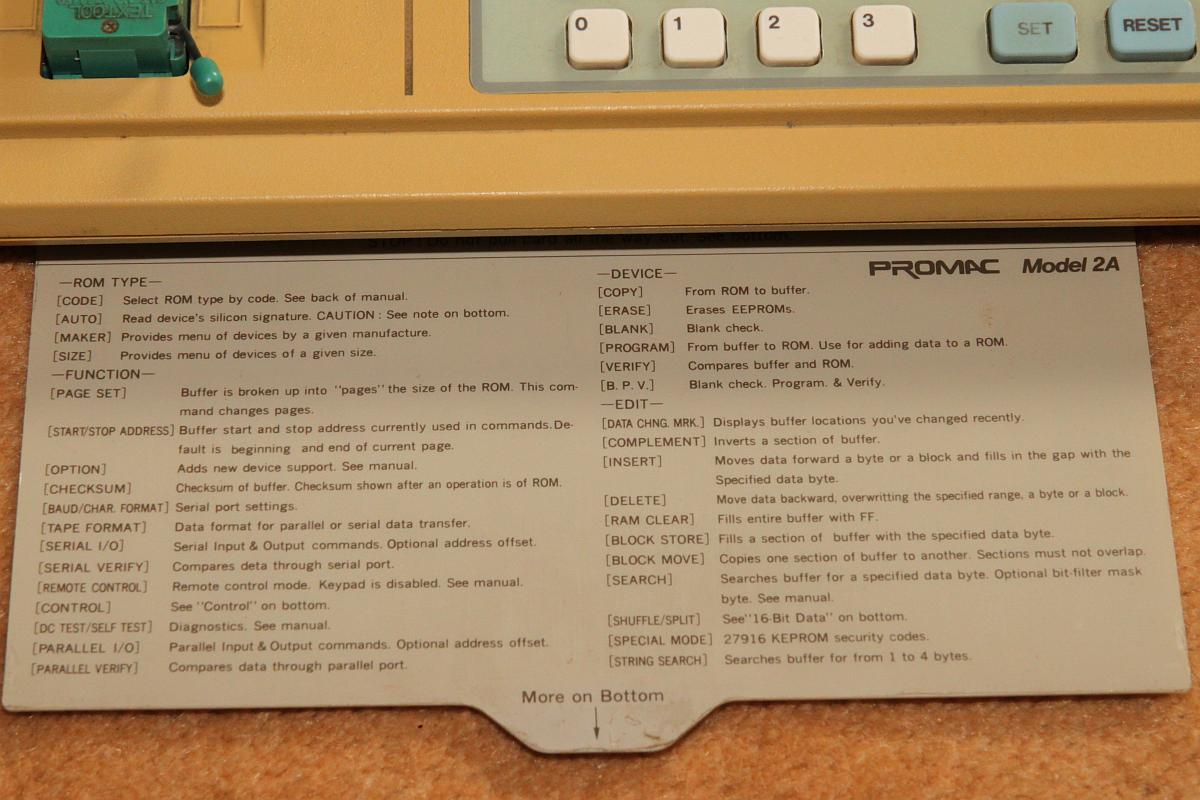 TEXTOOL
0
1
2
3
SET
RESET
STOP! Do not pull card all the way out. See bottom.
PROMAC Model 2A
—ROM TYPE—
[CODE] Select ROM type by code. See back of manual.
[AUTO] Read device's silicon signature. CAUTION : See note on bottom.
[MAKER] Provides menu of devices by a given manufacture.
[SIZE] Provides menu of devices of a given size.
—FUNCTION—
[PAGE SET] Buffer is broken up into "pages" the size of the ROM. This com-
mand changes pages.
[START/STOP ADDRESS] Buffer start and stop address currently used in commands.De-
fault is beginning and end of current page.
[OPTION] Adds new device support. See manual.
[CHECKSUM] Checksum of buffer. Checksum shown after an operation is of ROM.
[BAUD/CHAR. FORMAT] Serial port settings.
[TAPE FORMAT] Data format for parallel or serial data transfer.
[SERIAL I/O] Serial Input & Output commands. Optional address offset.
[SERIAL VERIFY] Compares deta through serial port.
[REMOTE CONTROL] Remote control mode. Keypad is disabled. See manual.
[CONTROL] See "Control" on bottom.
[DC TEST/SELF TEST] Diagnostics. See manual.
[PARALLEL I/O] Parallel Input & Output commands. Optional address offset.
[PARALLEL VERIFY] Compares data through parallel port.
—DEVICE—
[COPY] From ROM to buffer.
[ERASE] Erases EEPROMs.
[BLANK] Blank check.
[PROGRAM] From buffer to ROM. Use for adding data to a ROM.
[VERIFY] Compares buffer and ROM.
[B. P. V.] Blank check. Program. & Verify.
—EDIT—
[DATA CHNG. MRK.] Displays buffer locations you've changed recently.
[COMPLEMENT] Inverts a section of buffer.
[INSERT] Moves data forward a byte or a block and fills in the gap with the
Specified data byte.
[DELETE] Move data backward, overwritting the specified range, a byte or a block.
[RAM CLEAR] Fills entire buffer with FF.
[BLOCK STORE] Fills a section of buffer with the specified data byte.
[BLOCK MOVE] Copies one section of buffer to another. Sections must not overlap.
[SEARCH] Searches buffer for a specified data byte. Optional bit-filter mask
byte. See manual.
[SHUFFLE/SPLIT] See"16-Bit Data" on bottom.
[SPECIAL MODE] 27916 KEPROM security codes.
[STRING SEARCH] Searches buffer for from 1 to 4 bytes.
More on Bottom